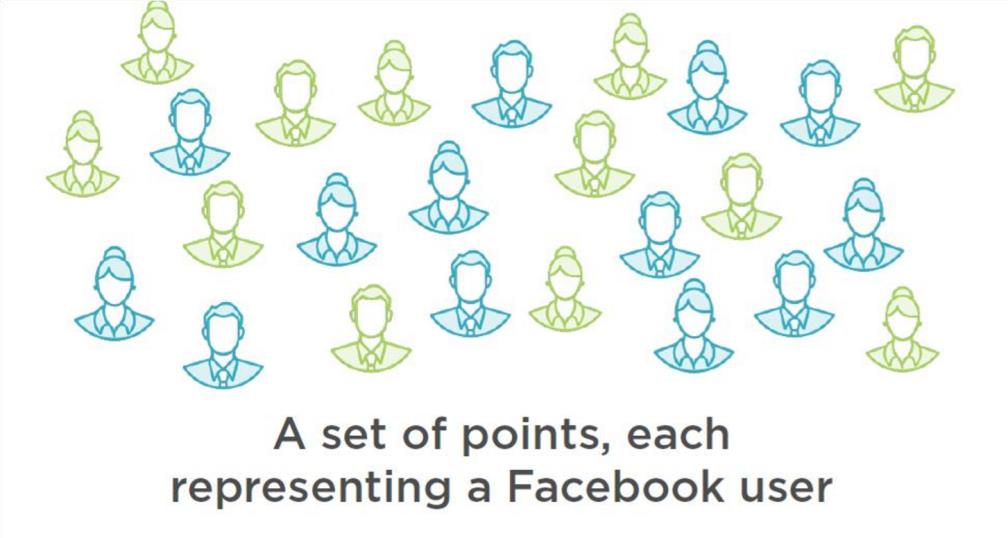 A set of points, each
representing a Facebook user